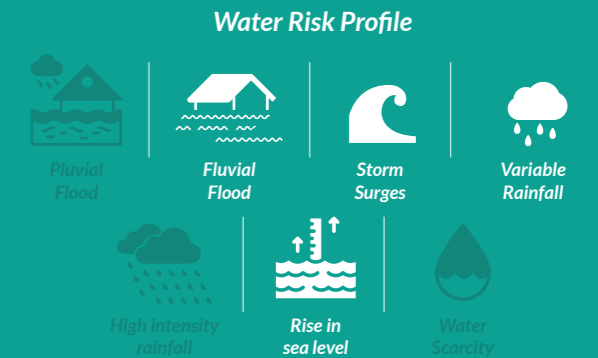 Water Risk Profile
Pluvial
Flood
Fluvial
Flood
Storm
Surges
Variable
Rainfall
High intensity
rainfall
Rise in
sea level
Water
Scarcity